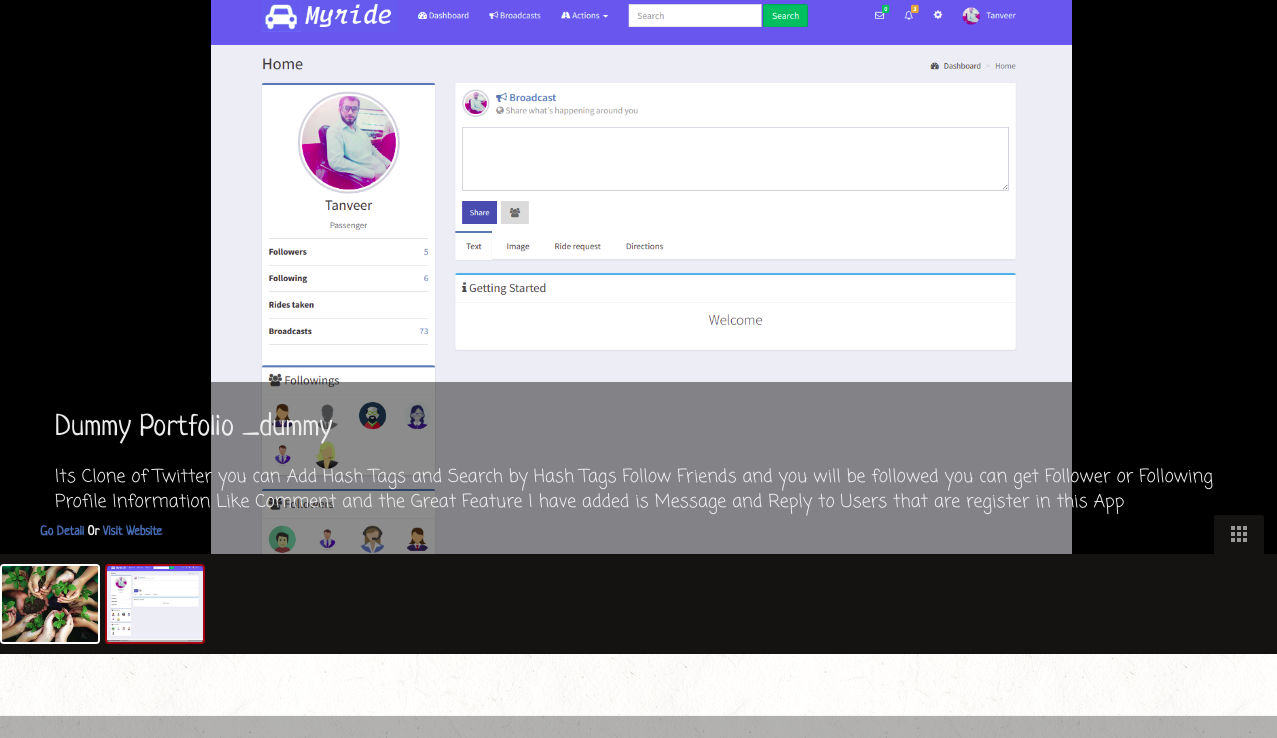 Myride
Dashboard
Broadcasts
Actions
Search
Search
0
3
Tanveer
Home
Dashboard
Home
Tanveer
Passenger
Followers 5
Following 6
Rides taken
Broadcasts 73
Broadcast
Share what's happening around you
Share
Text
Image
Ride request
Directions
Getting Started
Welcome
Followings
Dummy Portfolio _dummy
Its Clone of Twitter you can Add Hash Tags and Search by Hash Tags Follow Friends and you will be followed you can get Follower or Following
Profile Information Like Comment and the Great Feature I have added is Message and Reply to Users that are register in this App
Go Detail Or Visit Website